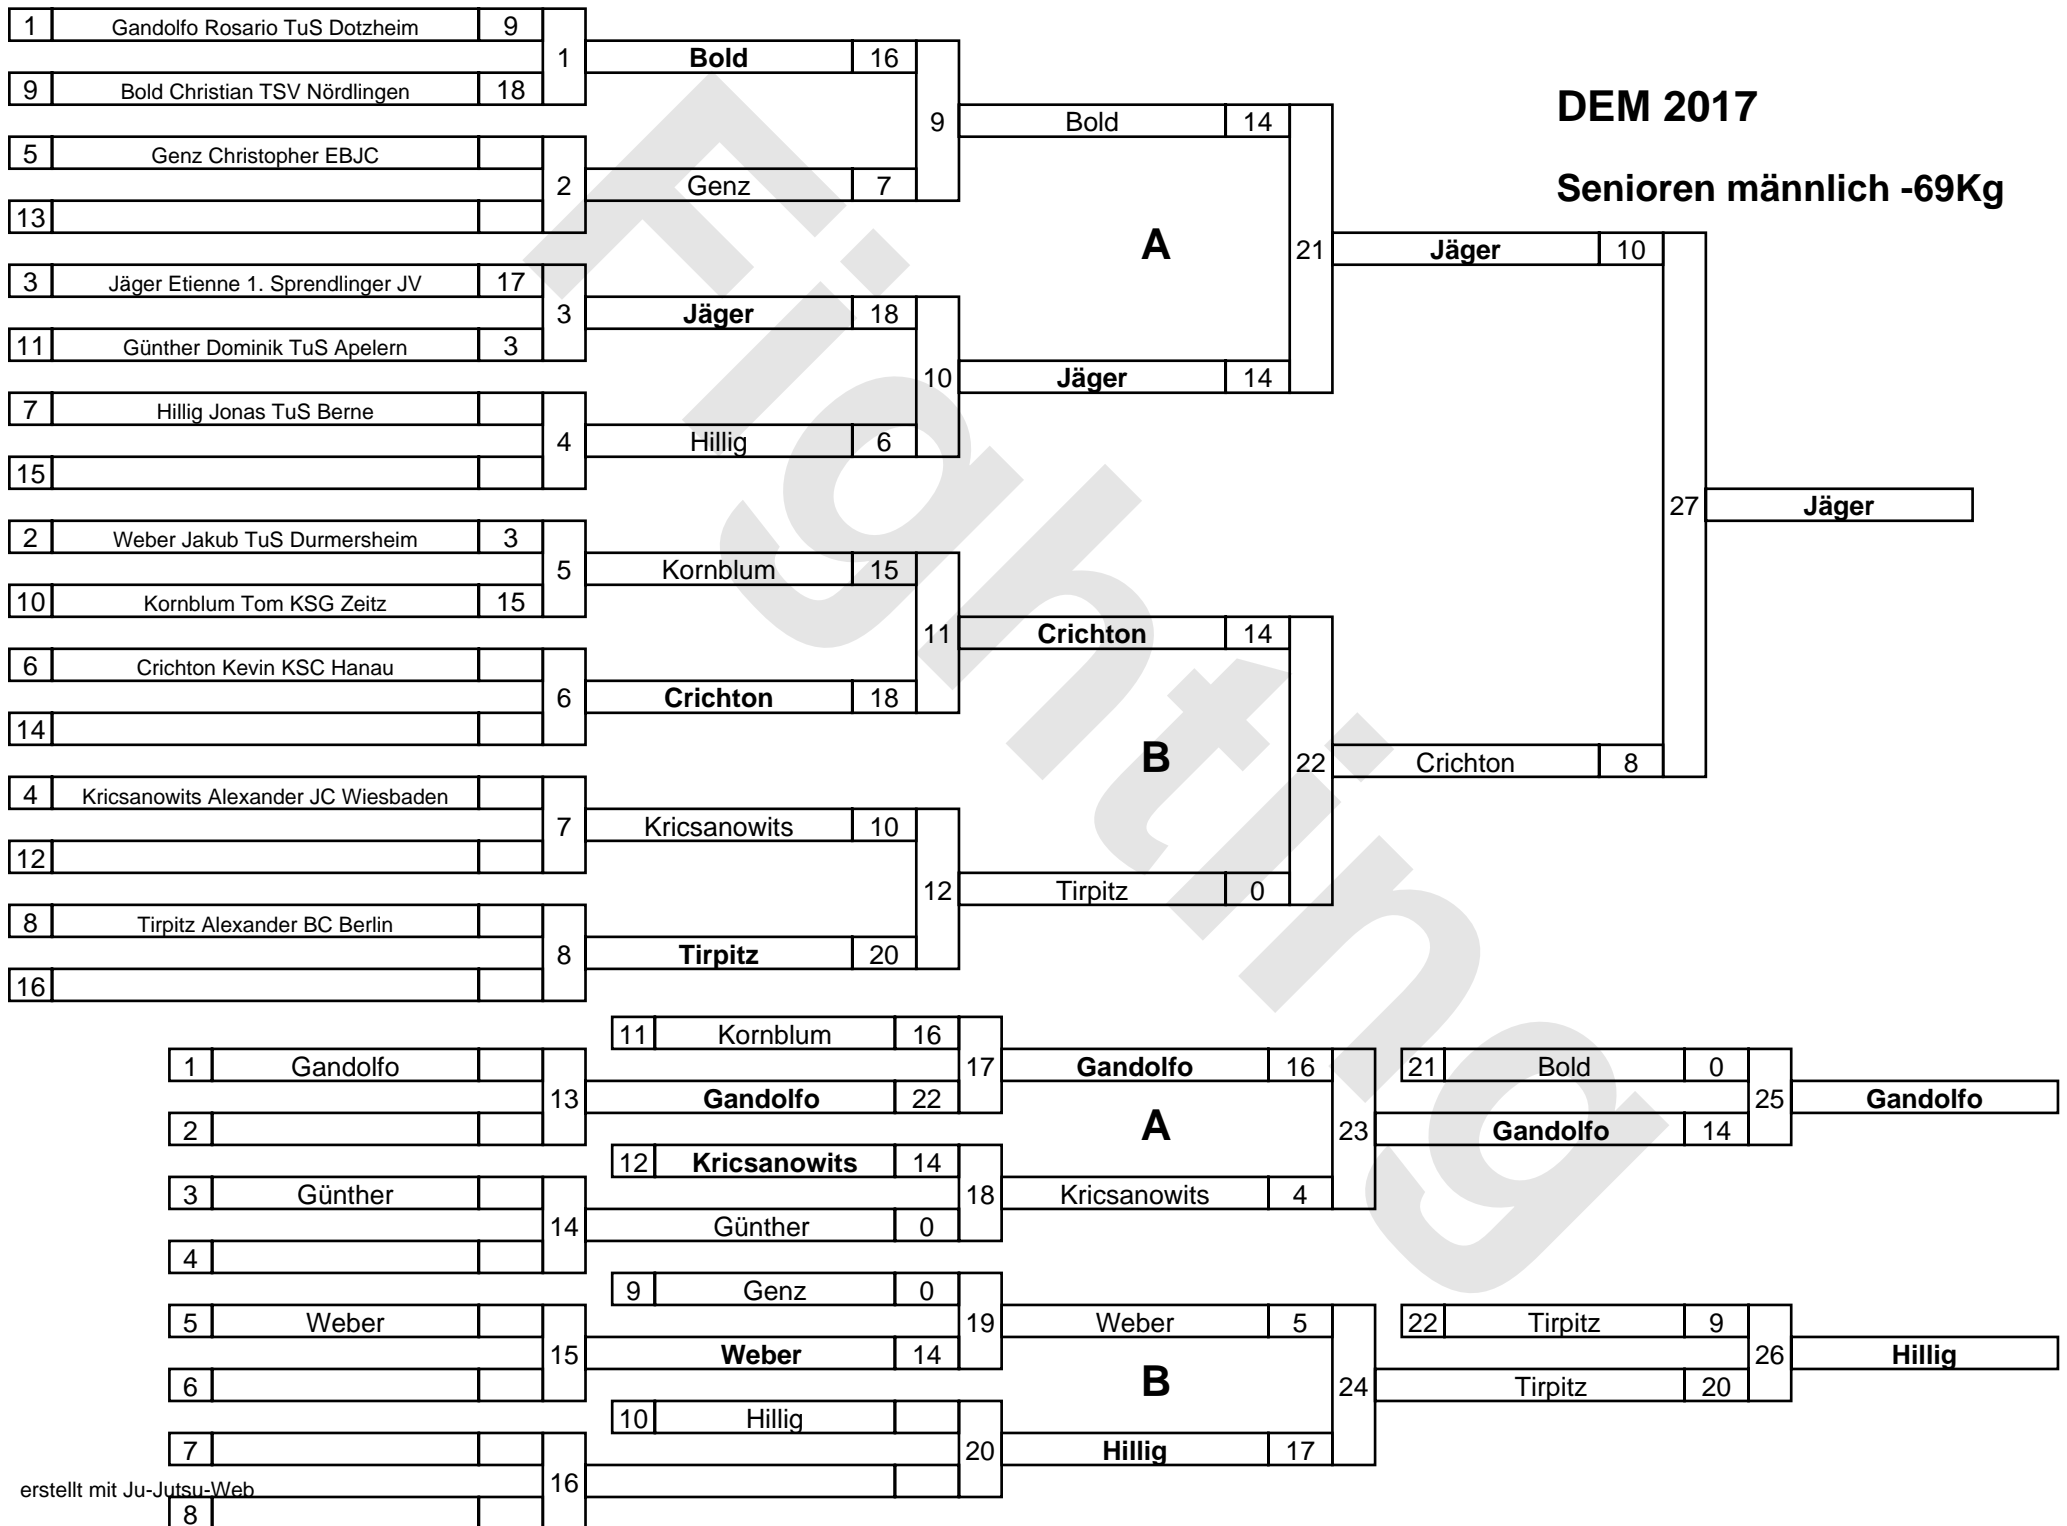 DEM 2017
Senioren männlich -69Kg
1 Gandolfo Rosario TuS Dotzheim 9
1
9 Bold Christian TSV Nördlingen 18
5 Genz Christopher EBJC
2
13
3 Jäger Etienne 1. Sprendlinger JV 17
3
11 Günther Dominik TuS Apelern 3
7 Hillig Jonas TuS Berne
4
15
2 Weber Jakub TuS Durmersheim 3
5
10 Kornblum Tom KSG Zeitz 15
6 Crichton Kevin KSC Hanau
6
14
4 Kricsanowits Alexander JC Wiesbaden
7
12
8 Tirpitz Alexander BC Berlin
8
16
Bold 16
9
Genz 7
Jäger 18
10
Hillig 6
Kornblum 15
11
Crichton 18
Kricsanowits 10
12
Tirpitz 20
Bold 14
A
21
Jäger 14
Crichton 14
B
22
Tirpitz 0
Jäger 10
27
Crichton 8
Jäger
Fighting
1 Gandolfo
13
2
3 Günther
14
4
5 Weber
15
6
7
16
8
11 Kornblum 16
17
Gandolfo 22
12 Kricsanowits 14
18
Günther 0
9 Genz 0
19
Weber 14
10 Hillig
20
Gandolfo 16
A
23
Kricsanowits 4
Weber 5
B
24
Hillig 17
21 Bold 0
25
Gandolfo 14
Gandolfo
22 Tirpitz 9
26
Tirpitz 20
Hillig
erstellt mit Ju-Jutsu-Web